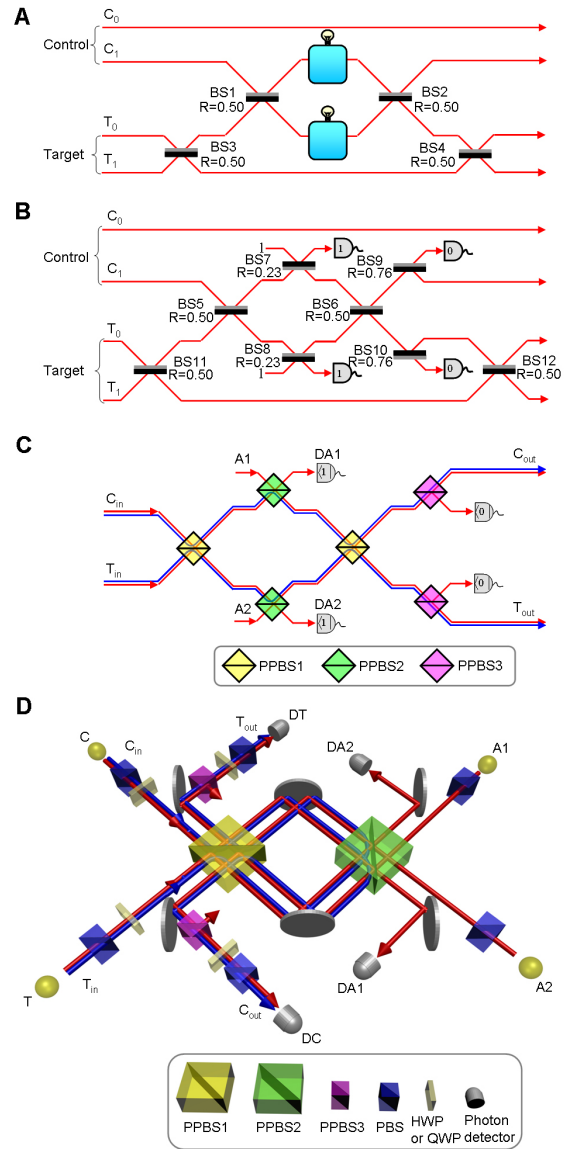 A
C0
Control
C1
BS1
R=0.50
BS2
R=0.50
T0
Target
BS3
R=0.50
BS4
R=0.50
T1
B
C0
Control
1
BS7
R=0.23
1
BS9
R=0.76
0
C1
BS5
R=0.50
BS6
R=0.50
T0
BS8
R=0.23
BS10
R=0.76
Target
BS11
R=0.50
1
1
0
BS12
R=0.50
T1
C
A1
DA1
1
Cout
Cin
0
Tin
0
A2
DA2
1
Tout
PPBS1
PPBS2
PPBS3
D
C
Cin
Tout
DT
DA2
A1
T
Tin
Cout
DC
DA1
A2
PPBS1
PPBS2
PPBS3
PBS
HWP
or QWP
Photon
detector